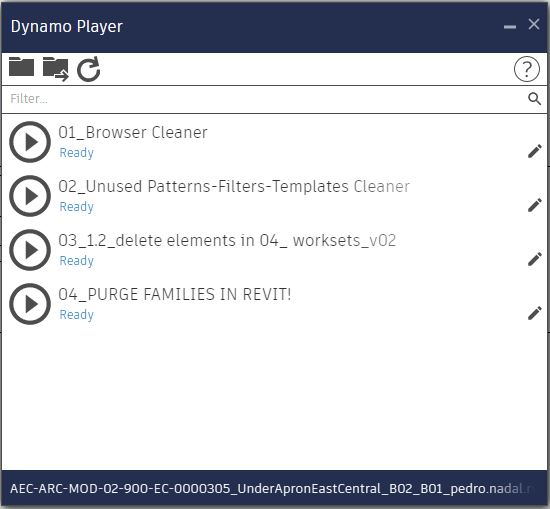 Dynamo Player
?
Filter...
01_Browser Cleaner
Ready
02_Unused Patterns-Filters-Templates Cleaner
Ready
03_1.2_delete elements in 04_ worksets_v02
Ready
04_PURGE FAMILIES IN REVIT!
Ready
AEC-ARC-MOD-02-900-EC-0000305_UnderApronEastCentral_B02_B01_pedro.nadal.r